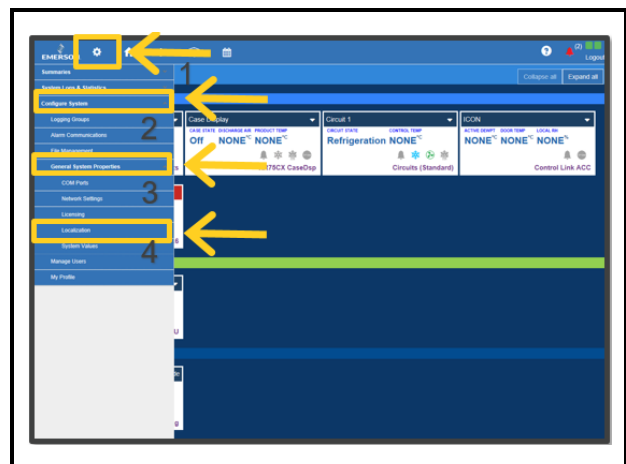 EMERSON
(2)
Logout
1
Summaries
Collapse all Expand all
System Logs & Statistics
Configure System
Logging Groups
2
Case Display
Circuit 1
ICON
Alarm Communications
CASE STATE DISCHARGE AIR PRODUCT TEMP
CIRCUIT STATE CONTROL TEMP
ACTIVE DEWPT DOOR TEMP LOCAL RH
Off NONE°C NONE°C
Refrigeration NONE°C
NONE°C NONE°C NONE%
File Management
General System Properties
75CX CaseDsp
Circuits (Standard)
Control Link ACC
COM Ports
3
Network Settings
Licensing
Localization
4
System Values
Manage Users
My Profile
U